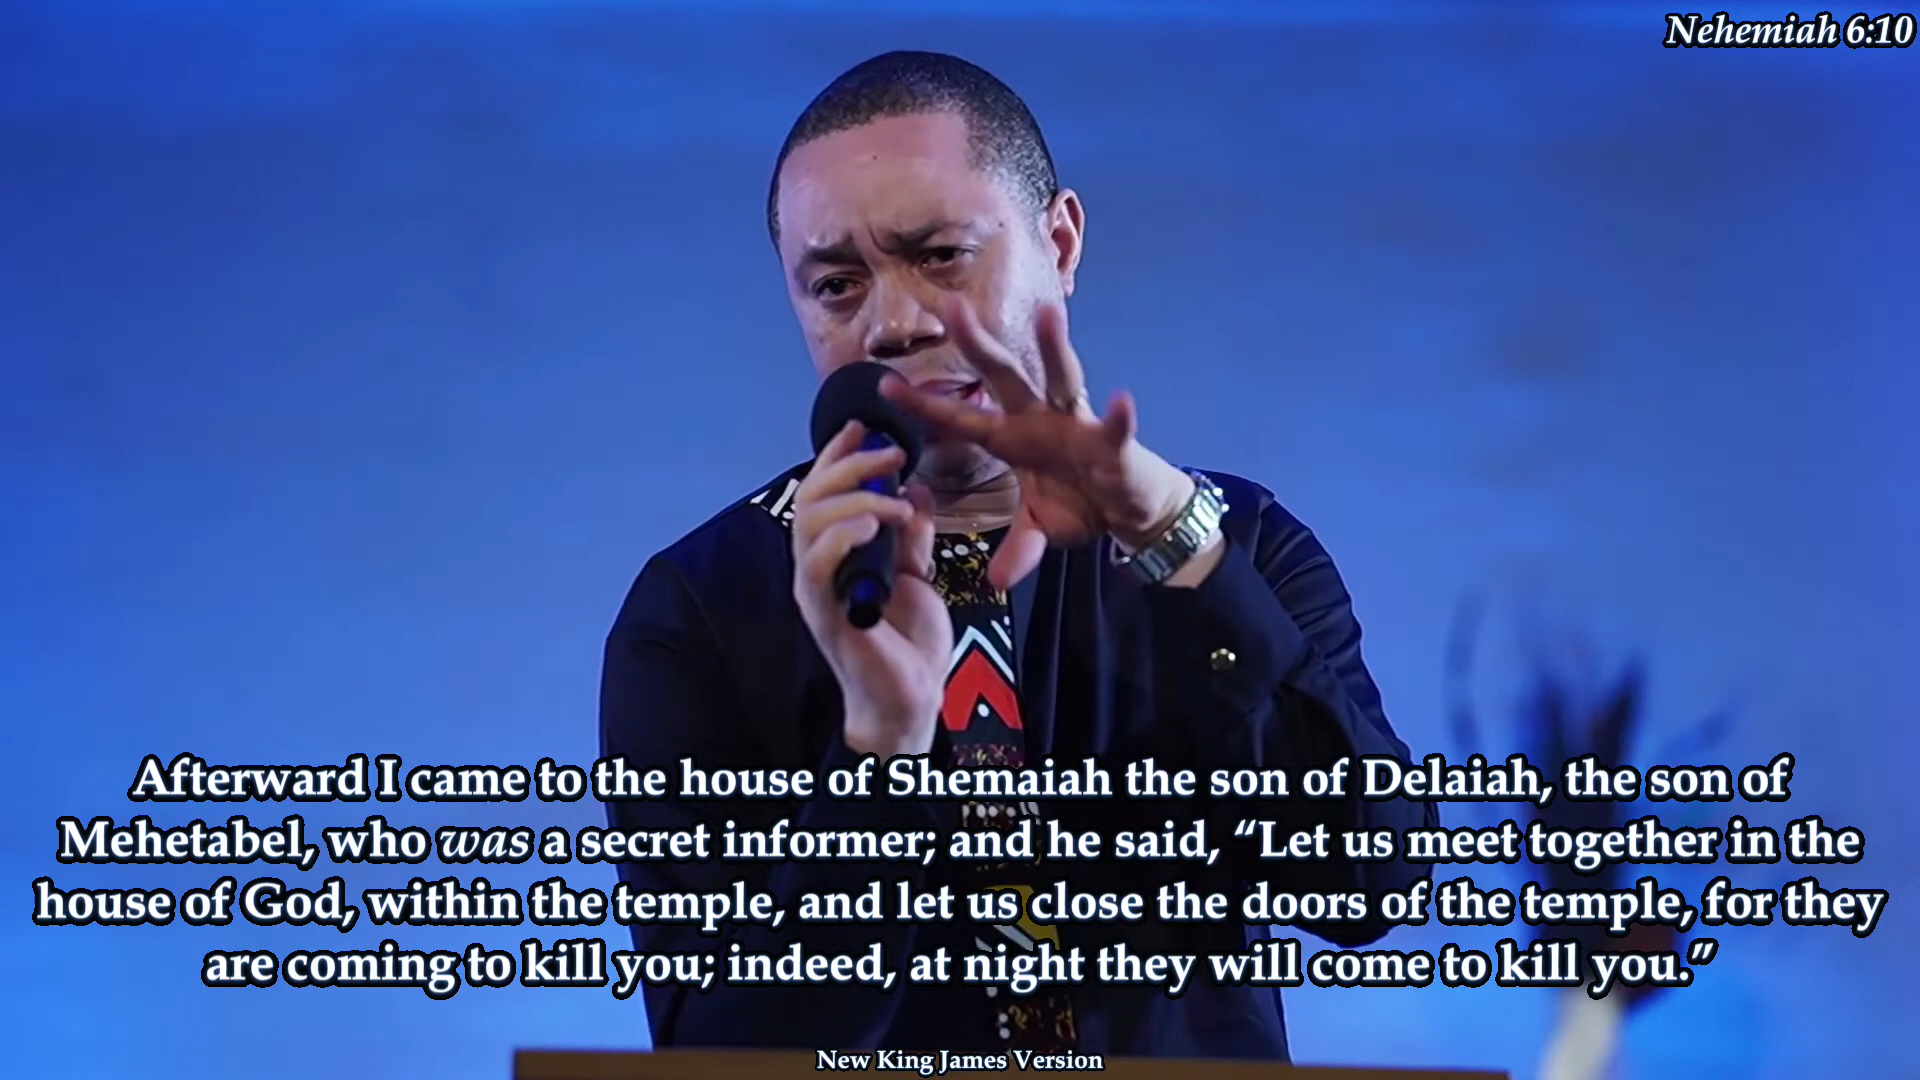 Nehemiah 6:10
Afterward I came to the house of Shemaiah the son of Delaiah, the son of
Mehetabel, who was a secret informer; and he said, “Let us meet together in the
house of God, within the temple, and let us close the doors of the temple, for they
are coming to kill you; indeed, at night they will come to kill you.”
New King James Version